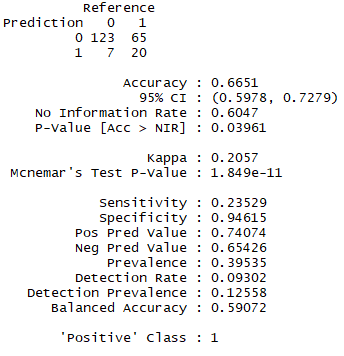 Reference
Prediction 0 1
0 123 65
1 7 20
Accuracy : 0.6651
95% CI : (0.5978, 0.7279)
No Information Rate : 0.6047
P-Value [Acc > NIR] : 0.03961
Kappa : 0.2057
Mcnemar's Test P-Value : 1.849e-11
Sensitivity : 0.23529
Specificity : 0.94615
Pos Pred Value : 0.74074
Neg Pred Value : 0.65426
Prevalence : 0.39535
Detection Rate : 0.09302
Detection Prevalence : 0.12558
Balanced Accuracy : 0.59072
'Positive' Class : 1